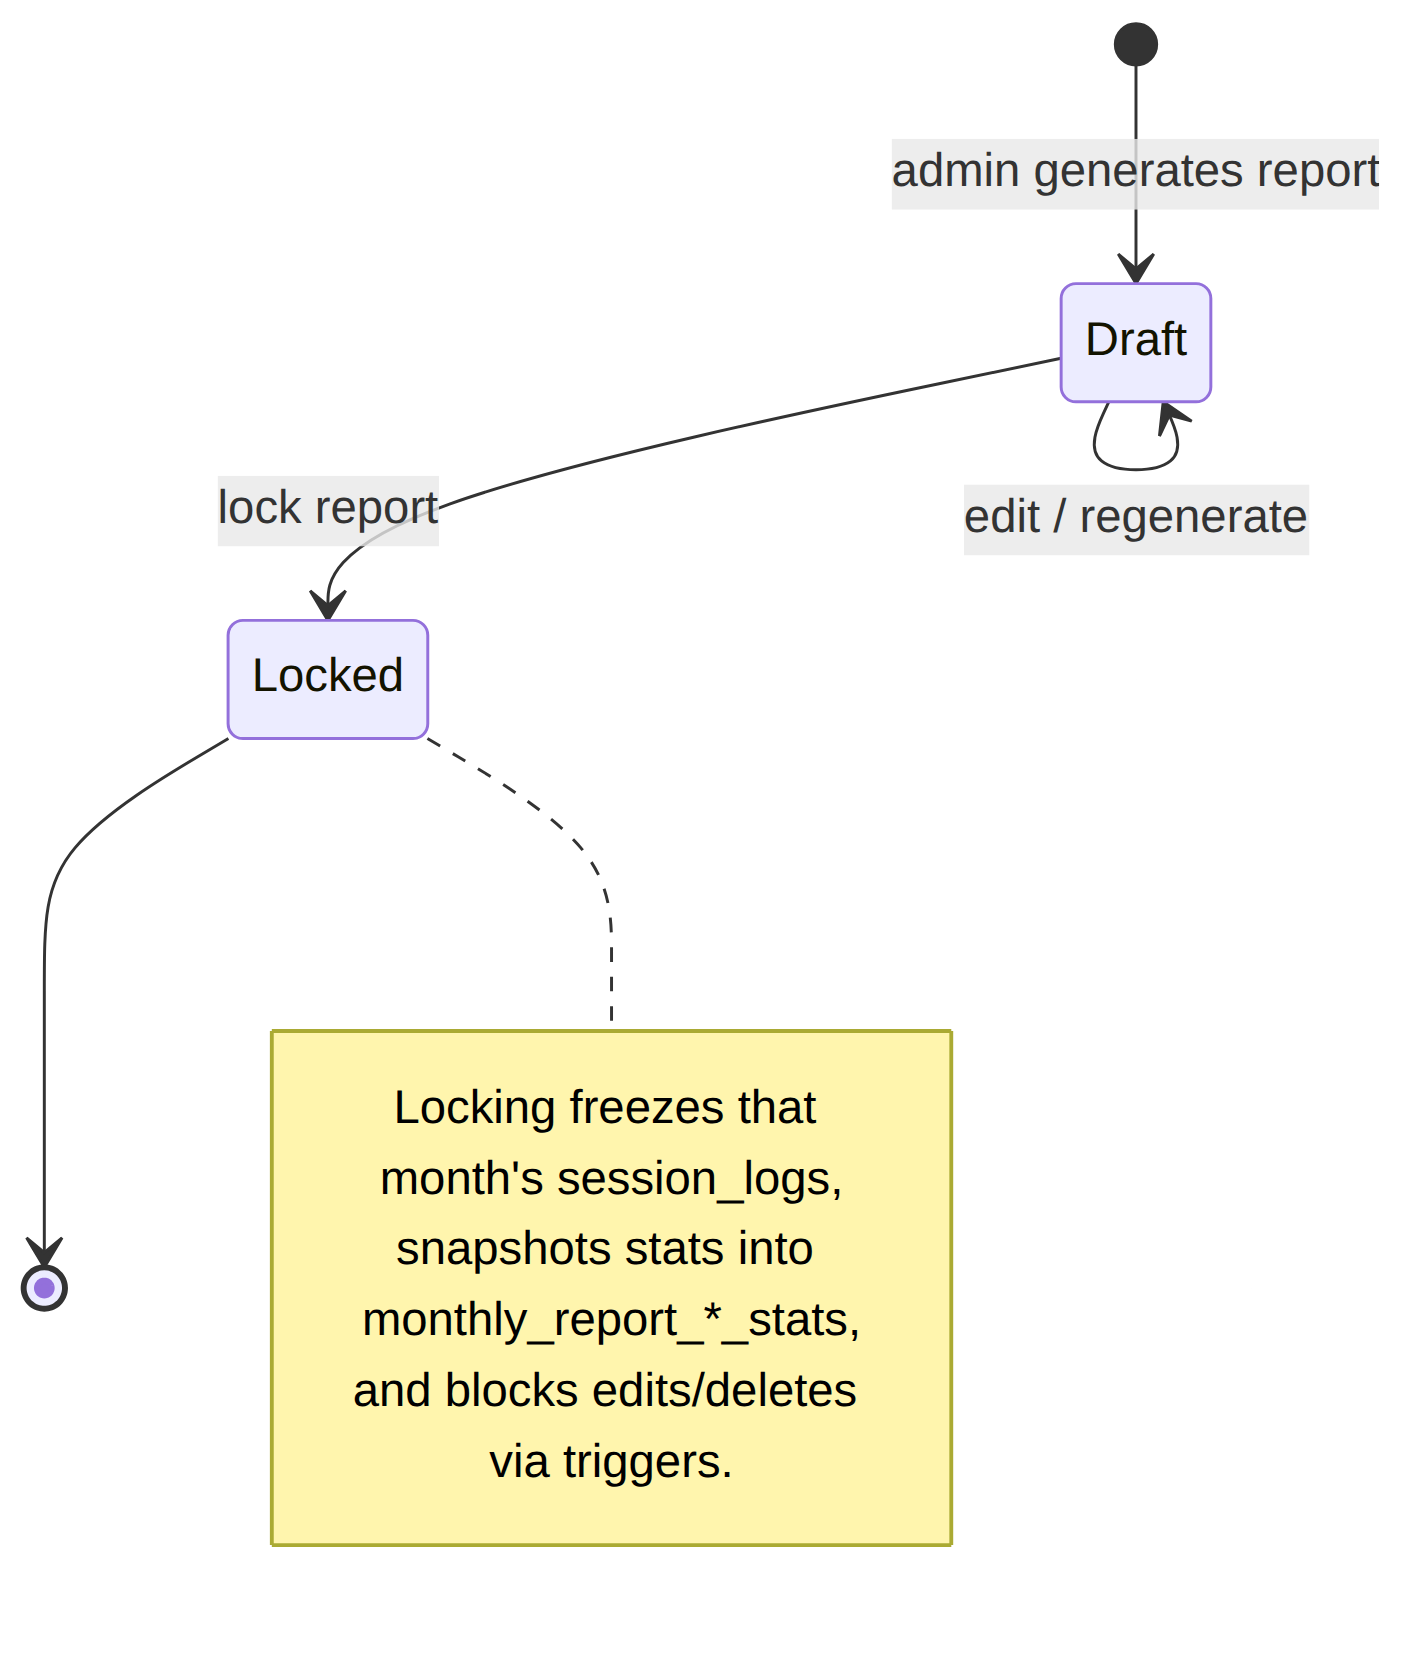 admin generates report
Draft
lock report
edit / regenerate
Locked
Locking freezes that
month's session_logs,
snapshots stats into
monthly_report_*_stats,
and blocks edits/deletes
via triggers.